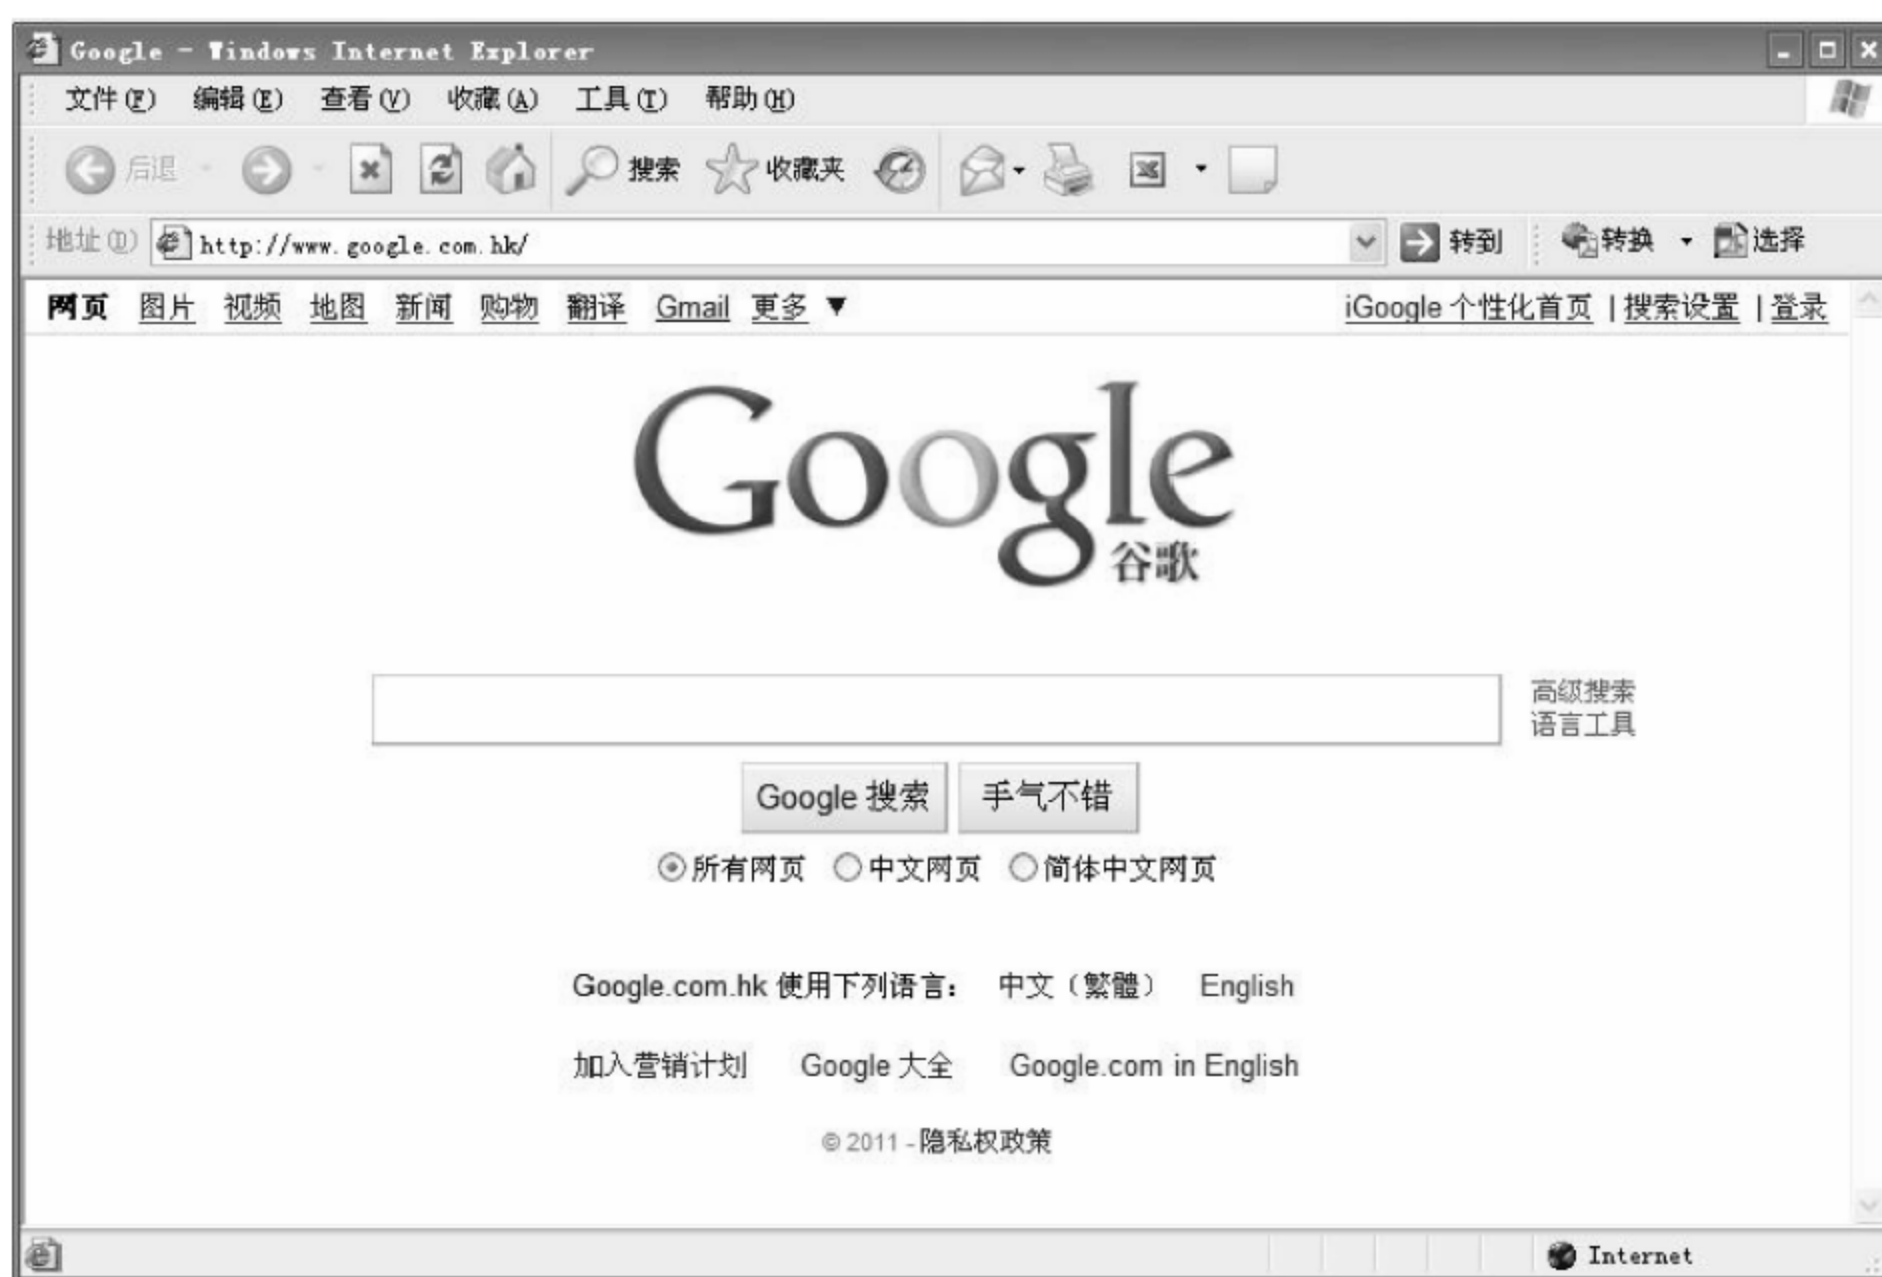 Google - Windows Internet Explorer
文件(F) 编辑(E) 查看(V) 收藏(A) 工具(T) 帮助(H)
后退 搜索 收藏夹
地址(D) http://www.google.com.hk/ 转到 转换 选择
网页 图片 视频 地图 新闻 购物 翻译 Gmail 更多 ▼ iGoogle 个性化首页 | 搜索设置 | 登录
Google
谷歌
高级搜索
语言工具
Google 搜索 手气不错
所有网页 中文网页 简体中文网页
Google.com.hk 使用下列语言： 中文（繁體） English
加入营销计划 Google 大全 Google.com in English
© 2011 - 隐私权政策
Internet